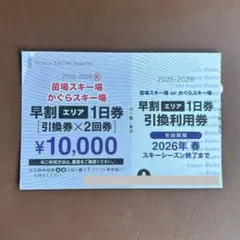 Prince SNOW Resorts
2025-2026
苗場スキー場
かぐらスキー場
早割 エリア 1日券
[引換券×2回券]
¥10,000
2025-2026
苗場スキー場 or かぐらスキー場
早割 エリア 1日券
引換利用券
有効期限
2026年 春
スキーシーズン終了まで